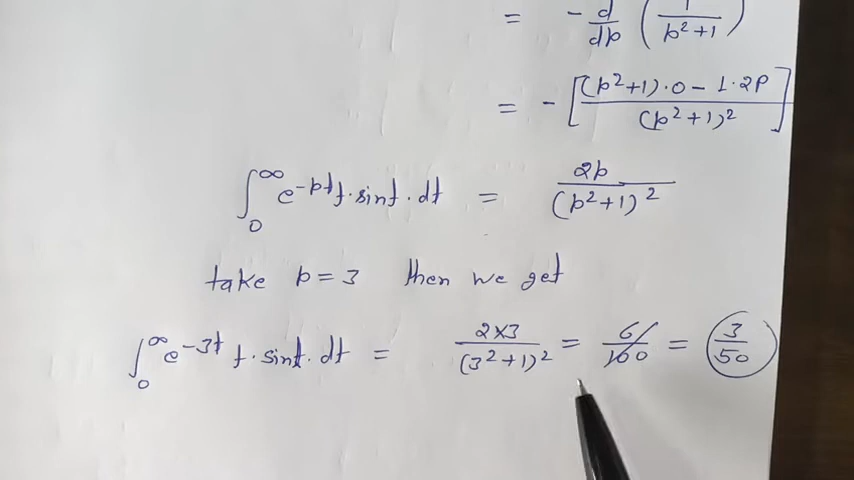 = - d/dp ( 1/p²+1 )
= - [ (p²+1)·0 - 1·2P / (p²+1)² ]
∫₀^∞ e^-pt t·sint·dt = 2p / (p²+1)²
take p=3 then we get
∫₀^∞ e^-3t t·sint·dt = 2×3 / (3²+1)² = 6/100 = 3/50